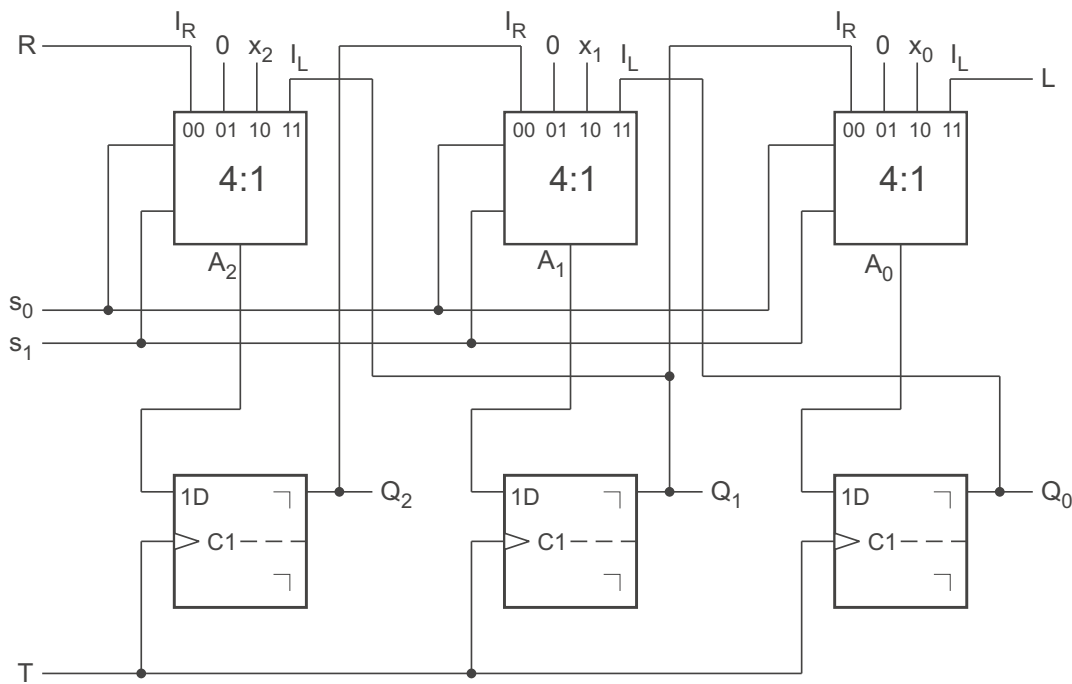 I_R I_R I_R
R 0 x_2 I_L 0 x_1 I_L 0 x_0 I_L L
00 01 10 11 00 01 10 11 00 01 10 11
4:1 4:1 4:1
A_2 A_1 A_0
s_0
s_1
1D Q_2 1D Q_1 1D Q_0
C1 C1 C1
T